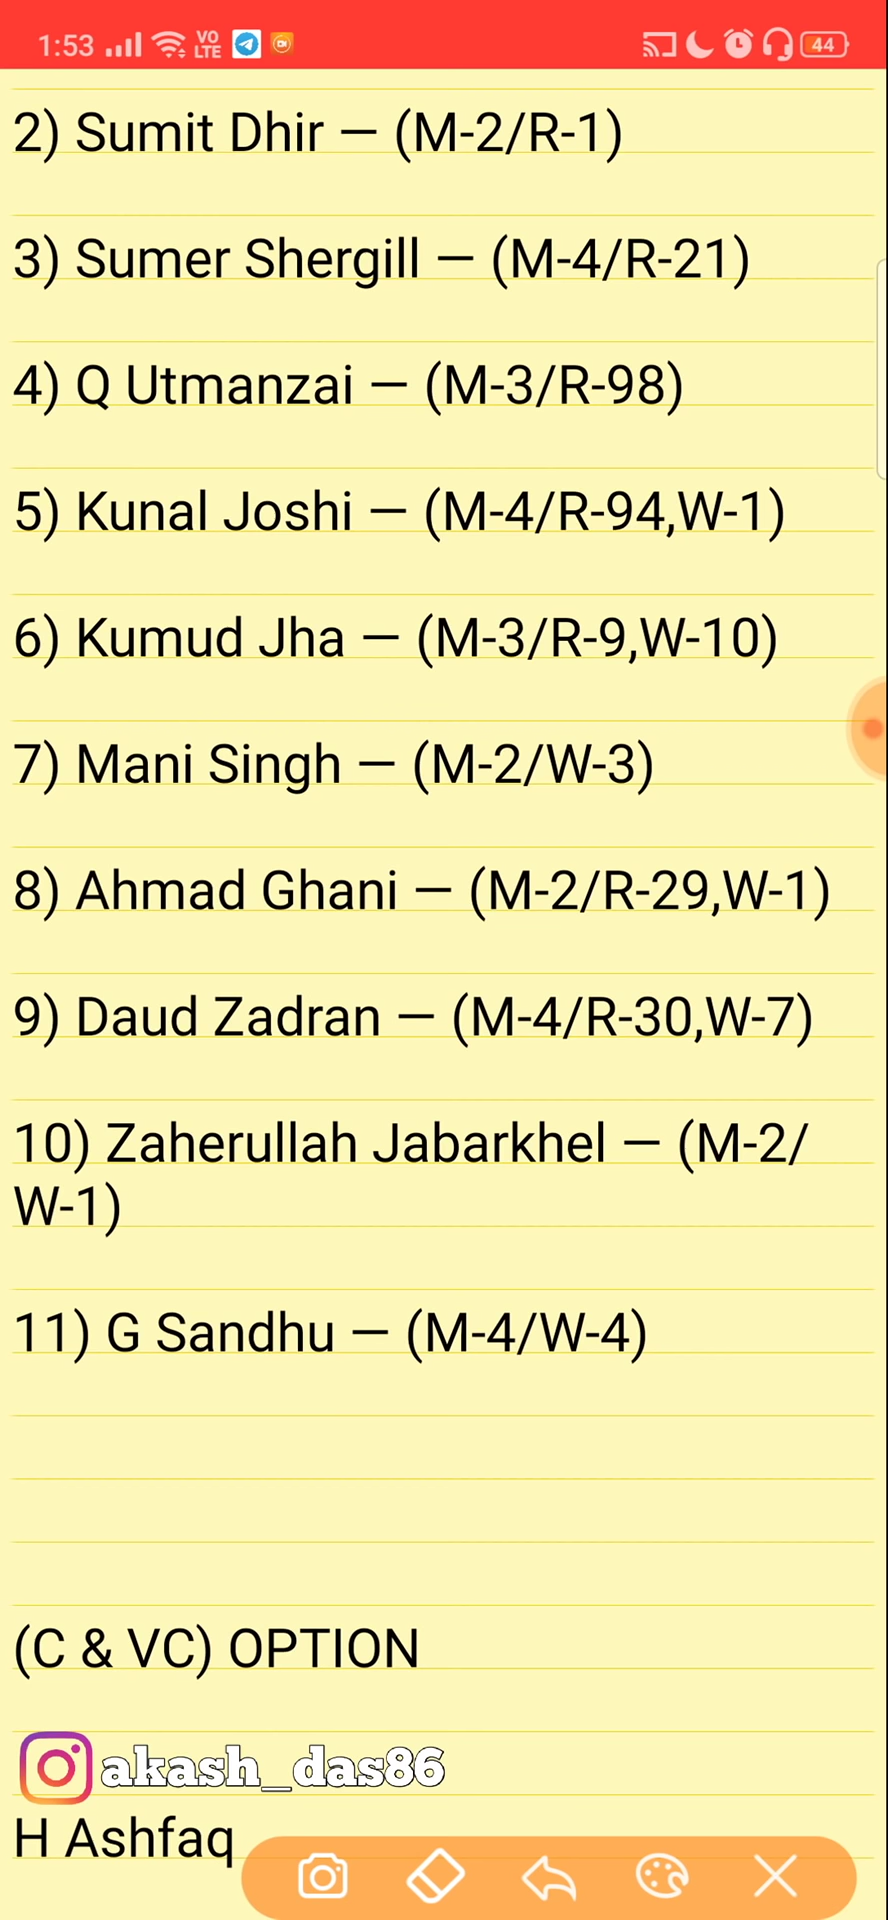 1:53 VO LTE 44
2) Sumit Dhir — (M-2/R-1)
3) Sumer Shergill — (M-4/R-21)
4) Q Utmanzai — (M-3/R-98)
5) Kunal Joshi — (M-4/R-94,W-1)
6) Kumud Jha — (M-3/R-9,W-10)
7) Mani Singh — (M-2/W-3)
8) Ahmad Ghani — (M-2/R-29,W-1)
9) Daud Zadran — (M-4/R-30,W-7)
10) Zaherullah Jabarkhel — (M-2/
W-1)
11) G Sandhu — (M-4/W-4)
(C & VC) OPTION
akash_das86
H Ashfaq